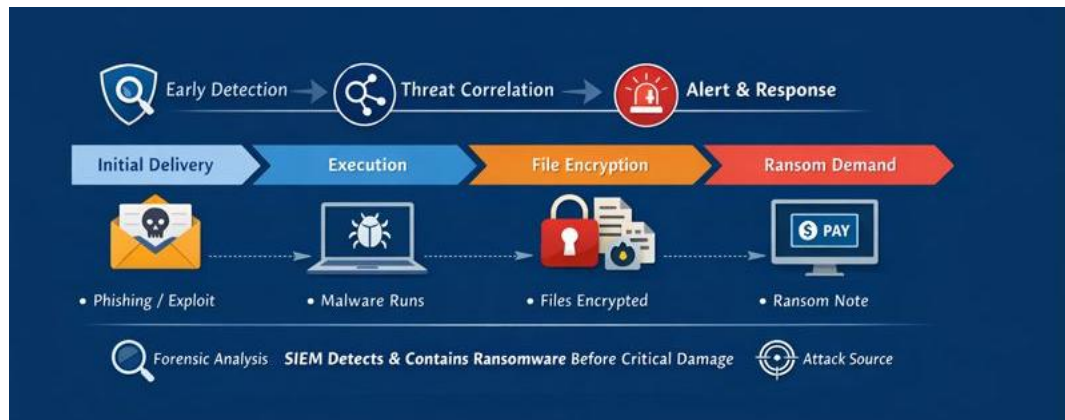 Early Detection
Threat Correlation
Alert & Response
Initial Delivery
Execution
File Encryption
Ransom Demand
$ PAY
• Phishing / Exploit
• Malware Runs
• Files Encrypted
• Ransom Note
Forensic Analysis
SIEM Detects & Contains Ransomware Before Critical Damage
Attack Source